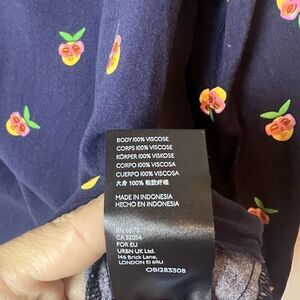 BODY 100% VISCOSE
CORPS 100% VISCOSE
KÖRPER 100% VISKOSE
CORPO 100% VISCOSA
CUERPO 100% VISCOSA
大身 100% 粘胶纤维
MADE IN INDONESIA
HECHO EN INDONESIA
RN 66170
CA 32054
FOR EU
URBN UK Ltd.
146 Brick Lane,
LONDON E1 6RU
OB1283308